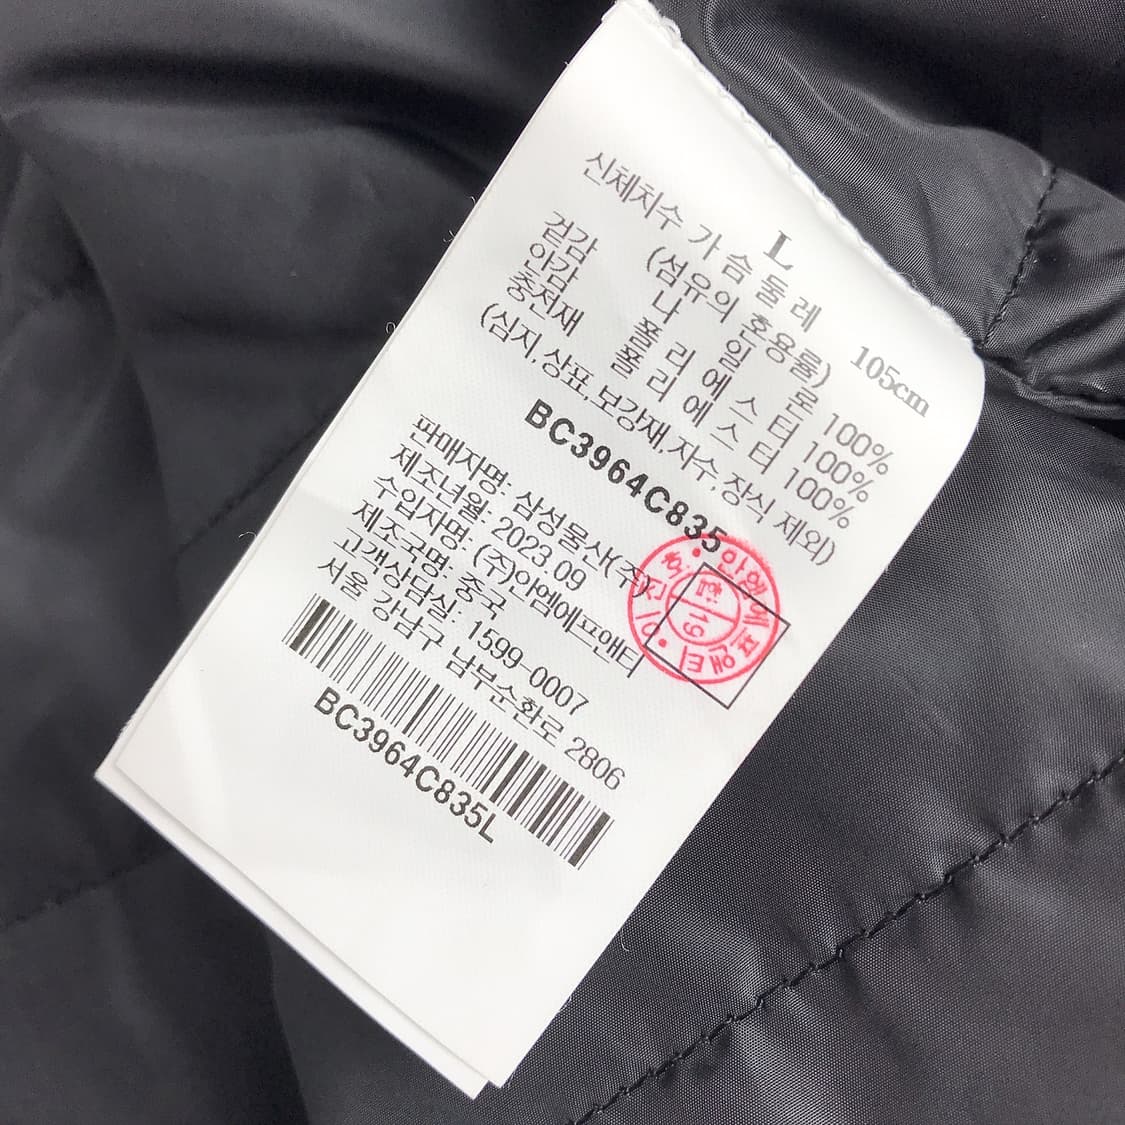 L
신체치수 가 슴 둘 레 105cm
(섬유의 혼용률)
겉감 나 일 론 100%
안감 폴 리 에 스 터 100%
충전재 폴 리 에 스 터 100%
(심지,상표,보강재,자수,장식 제외)
BC3964C835
판매자명: 삼성물산(주)
제조년월: 2023.09
수입자명: (주)안엠에프앤티
제조국명: 중국
고객상담실: 1599-0007
서울 강남구 남부순환로 2806
BC3964C835L
19